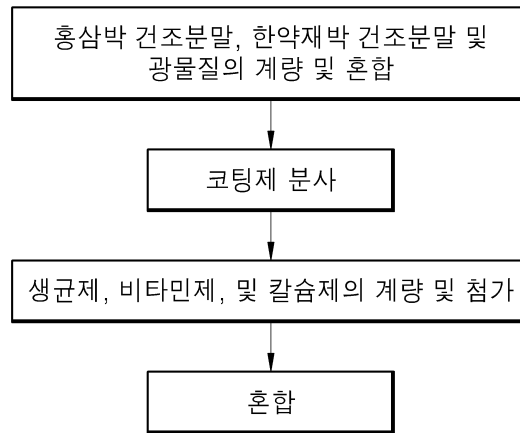 홍삼박 건조분말, 한약재박 건조분말 및
광물질의 계량 및 혼합
코팅제 분사
생균제, 비타민제, 및 칼슘제의 계량 및 첨가
혼합